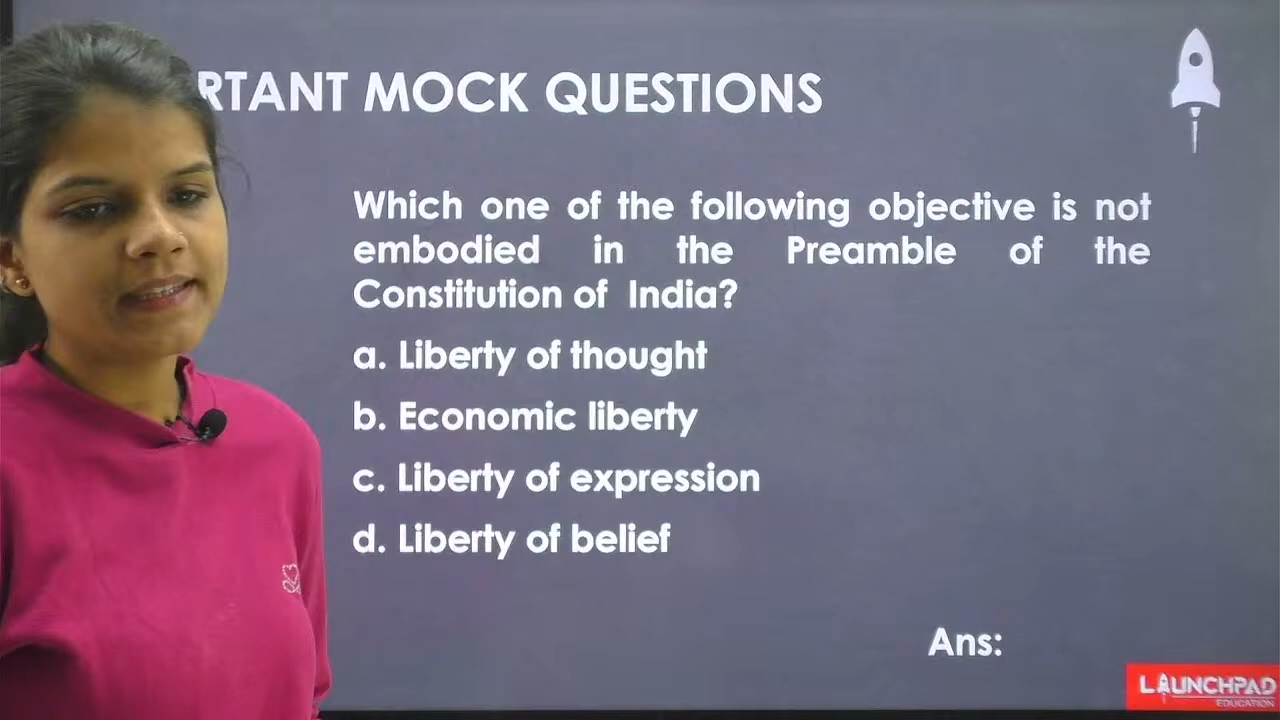 RTANT MOCK QUESTIONS
Which one of the following objective is not
embodied in the Preamble of the
Constitution of India?
a. Liberty of thought
b. Economic liberty
c. Liberty of expression
d. Liberty of belief
Ans:
LAUNCHPAD
EDUCATION